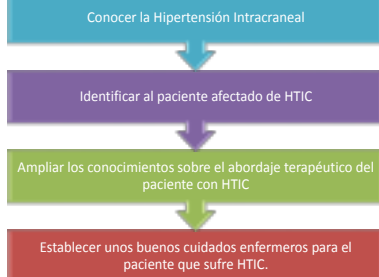 Conocer la Hipertensión Intracraneal
Identificar al paciente afectado de HTIC
Ampliar los conocimientos sobre el abordaje terapéutico del
paciente con HTIC
Establecer unos buenos cuidados enfermeros para el
paciente que sufre HTIC.